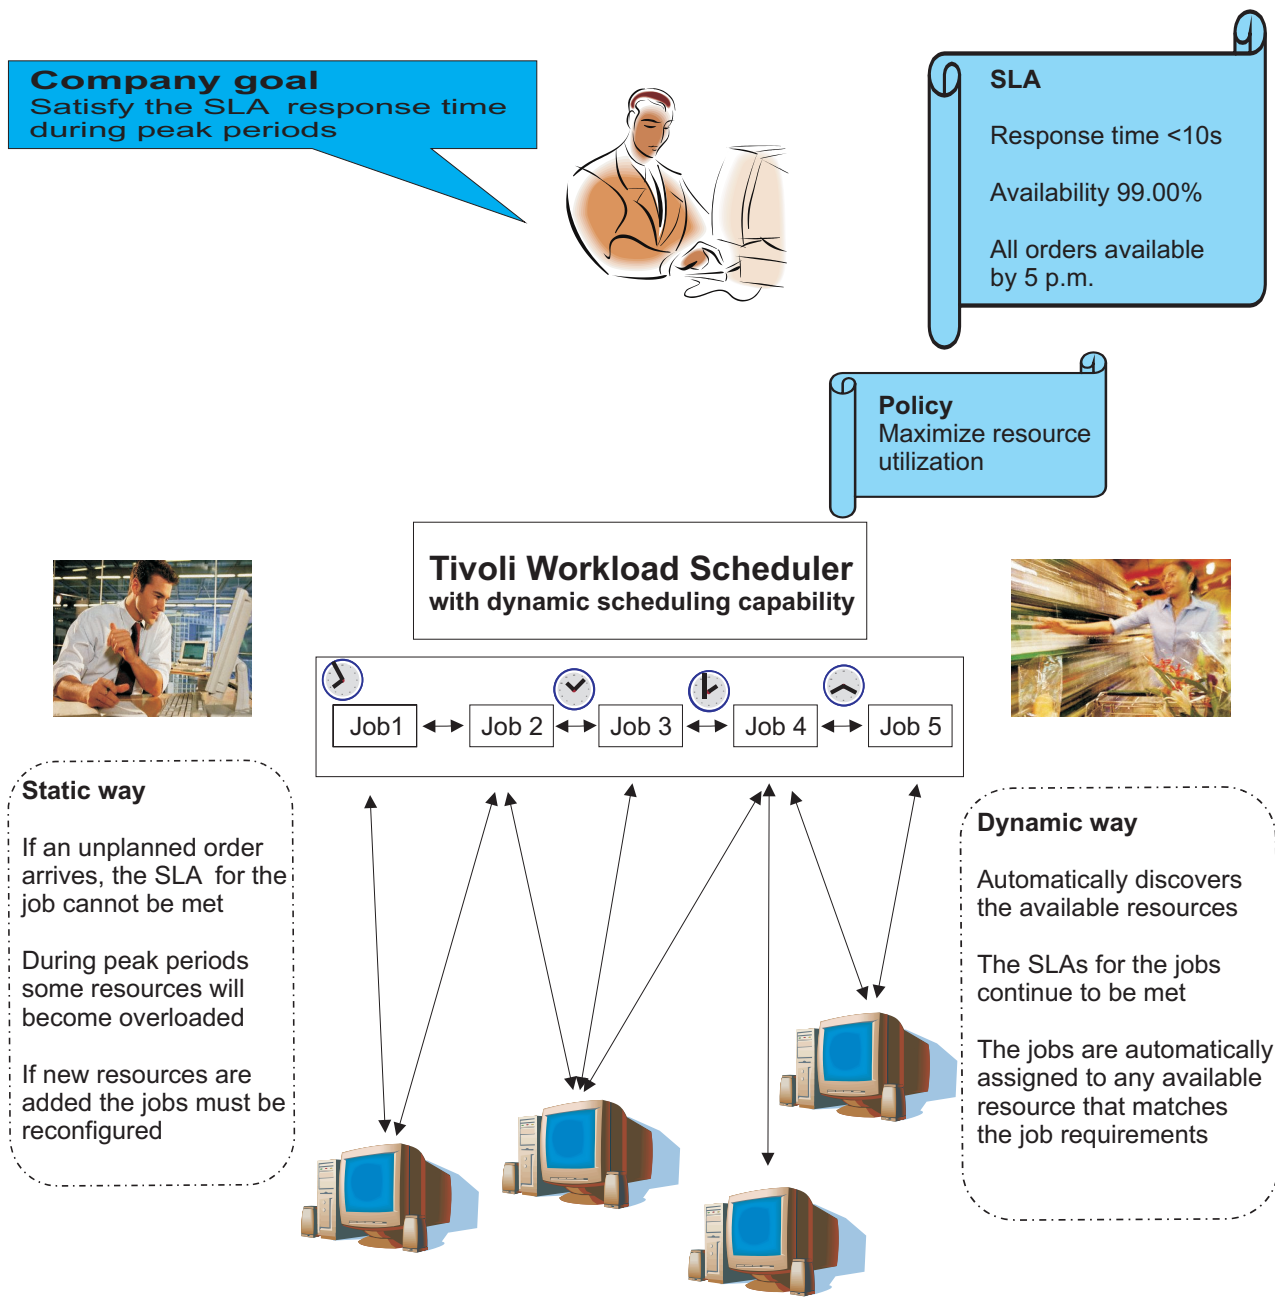 Company goal
Satisfy the SLA response time
during peak periods
SLA
Response time <10s
Availability 99.00%
All orders available
by 5 p.m.
Policy
Maximize resource
utilization
Tivoli Workload Scheduler
with dynamic scheduling capability
Job1
Job 2
Job 3
Job 4
Job 5
Static way
If an unplanned order
arrives, the SLA for the
job cannot be met
During peak periods
some resources will
become overloaded
If new resources are
added the jobs must be
reconfigured
Dynamic way
Automatically discovers
the available resources
The SLAs for the jobs
continue to be met
The jobs are automatically
assigned to any available
resource that matches
the job requirements